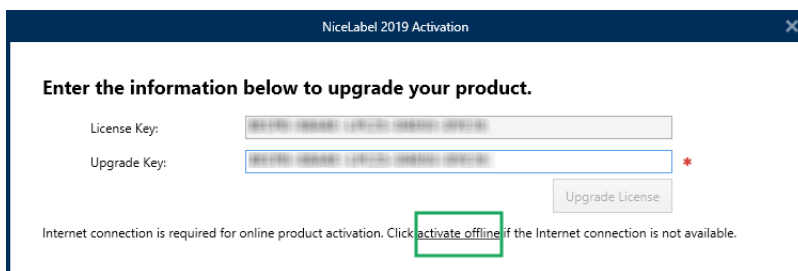 NiceLabel 2019 Activation
Enter the information below to upgrade your product.
License Key:
Upgrade Key:
*
Upgrade License
Internet connection is required for online product activation. Click activate offline if the Internet connection is not available.